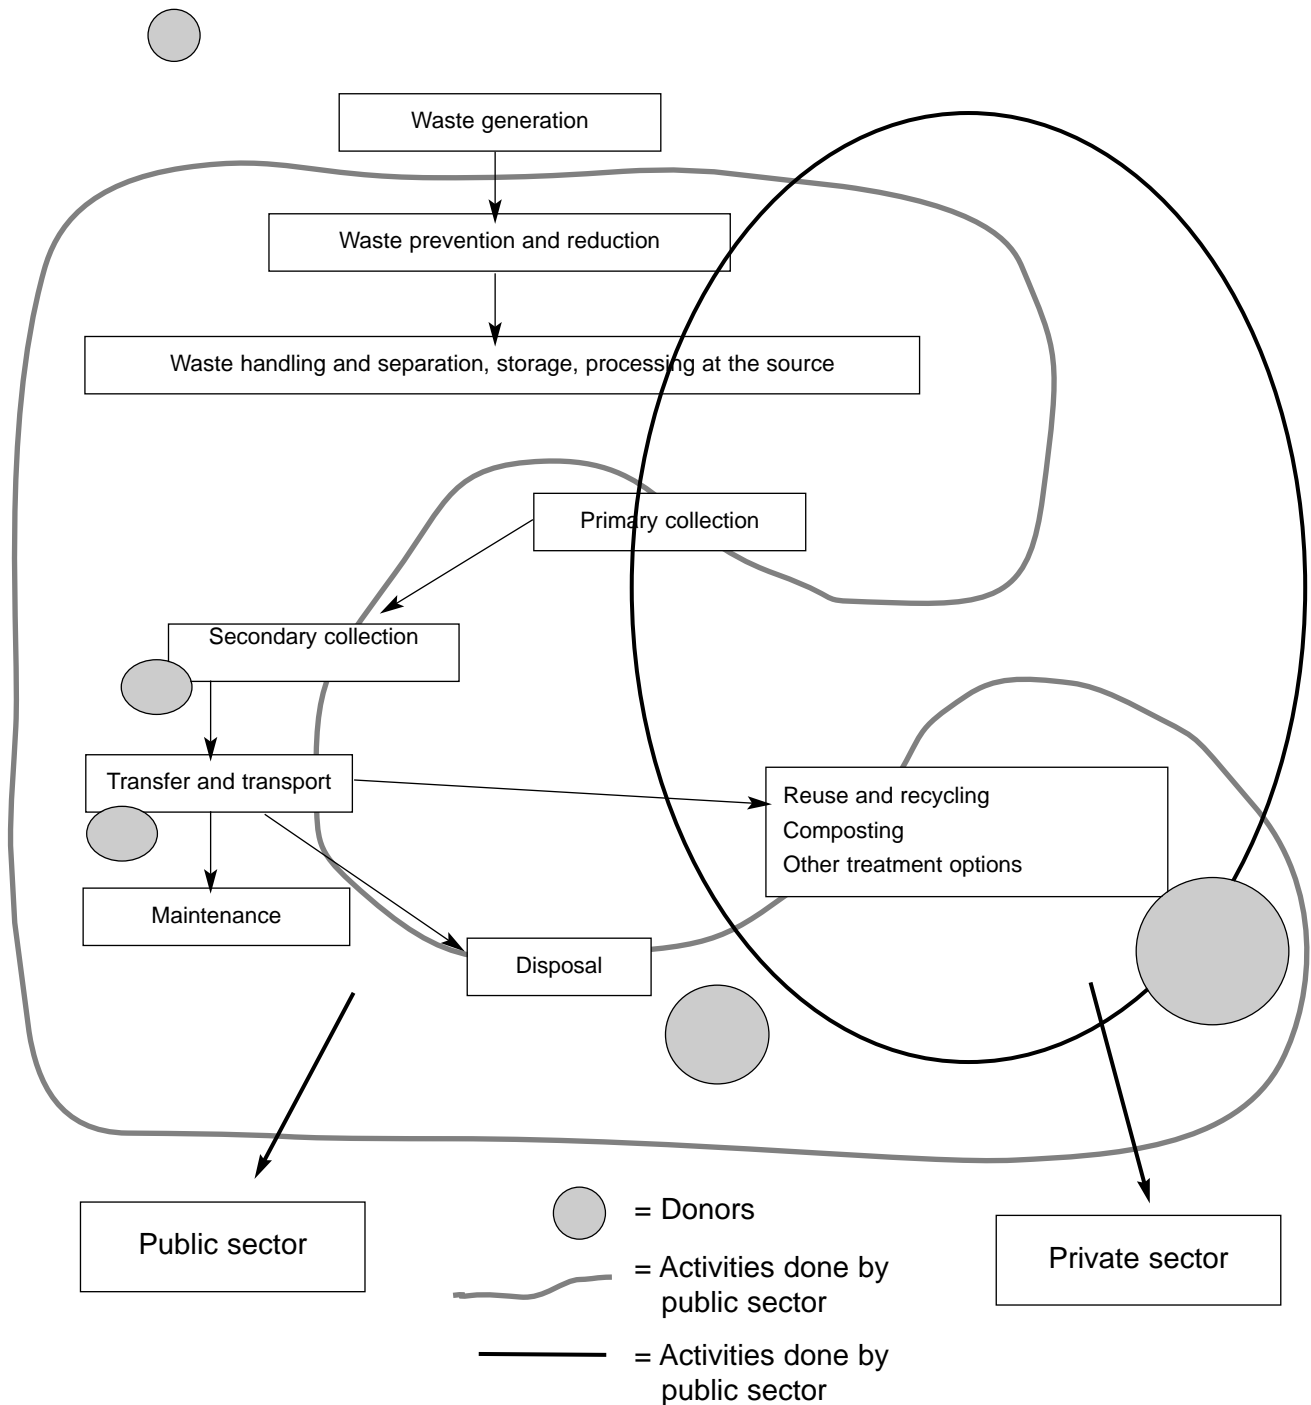 Waste generation
Waste prevention and reduction
Waste handling and separation, storage, processing at the source
Primary collection
Secondary collection
Transfer and transport
Reuse and recycling
Composting
Other treatment options
Maintenance
Disposal
Public sector
= Donors
= Activities done by
public sector
Private sector
= Activities done by
public sector